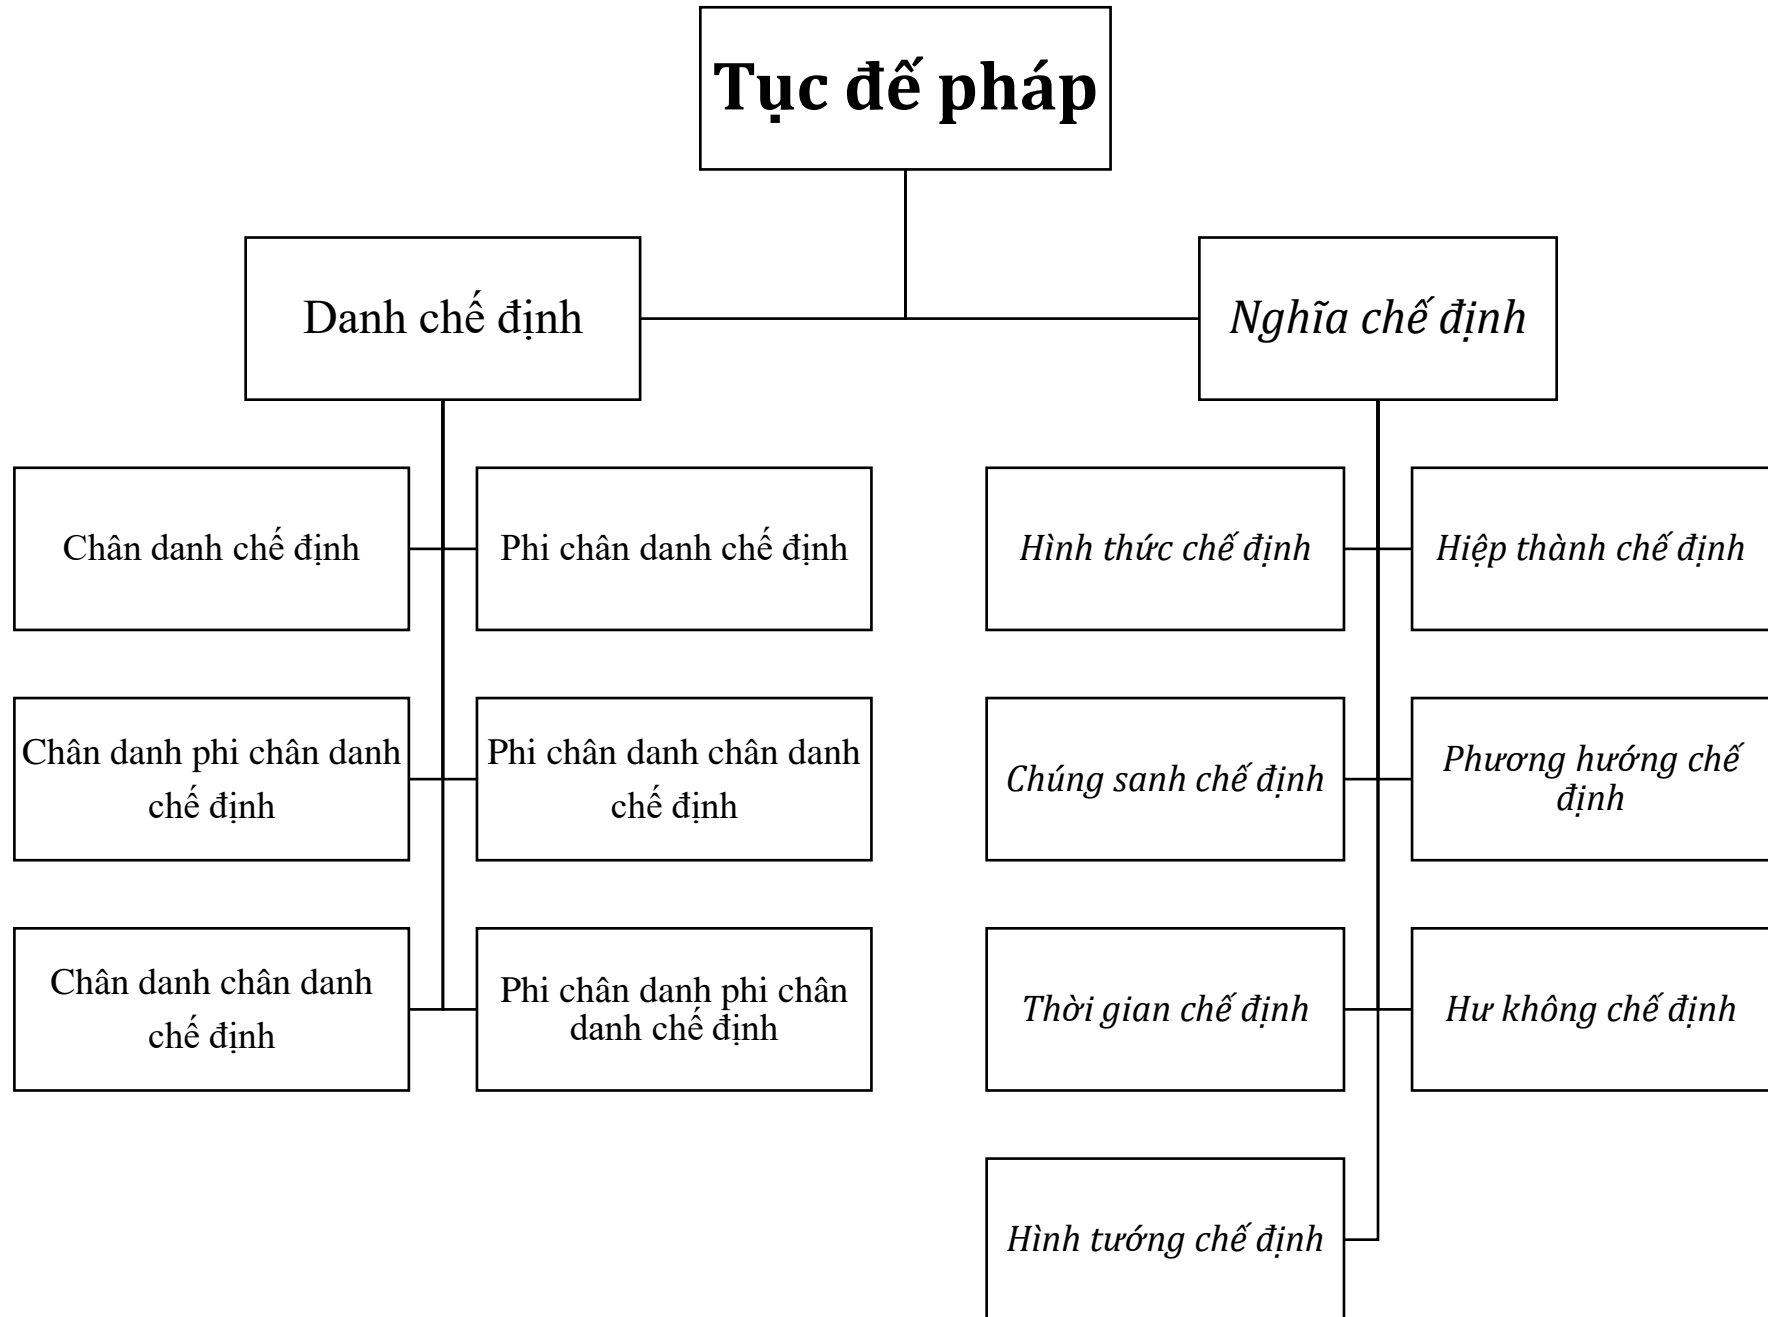 Tục đế pháp
Danh chế định
Nghĩa chế định
Chân danh chế định
Phi chân danh chế định
Chân danh phi chân danh
chế định
Phi chân danh chân danh
chế định
Chân danh chân danh
chế định
Phi chân danh phi chân
danh chế định
Hình thức chế định
Hiệp thành chế định
Chúng sanh chế định
Phương hướng chế
định
Thời gian chế định
Hư không chế định
Hình tướng chế định